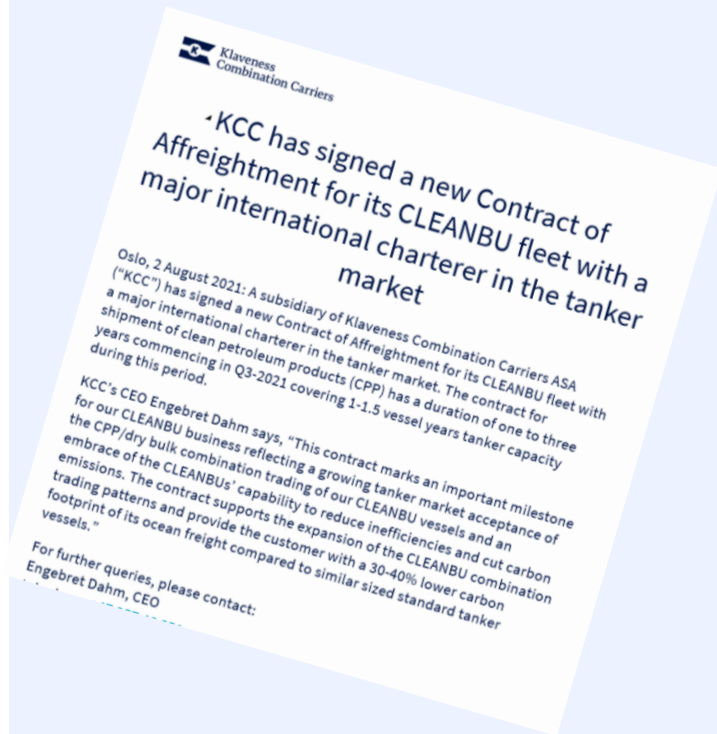 Klaveness
Combination Carriers
KCC has signed a new Contract of
Affreightment for its CLEANBU fleet with a
major international charterer in the tanker
market
Oslo, 2 August 2021: A subsidiary of Klaveness Combination Carriers ASA
(“KCC”) has signed a new Contract of Affreightment for its CLEANBU fleet with
a major international charterer in the tanker market. The contract for
shipment of clean petroleum products (CPP) has a duration of one to three
years commencing in Q3-2021 covering 1-1.5 vessel years tanker capacity
during this period.
KCC’s CEO Engebret Dahm says, “This contract marks an important milestone
for our CLEANBU business reflecting a growing tanker market acceptance of
the CPP/dry bulk combination trading of our CLEANBU vessels and an
embrace of the CLEANBUs’ capability to reduce inefficiencies and cut carbon
emissions. The contract supports the expansion of the CLEANBU combination
trading patterns and provide the customer with a 30-40% lower carbon
footprint of its ocean freight compared to similar sized standard tanker
vessels.”
For further queries, please contact:
Engebret Dahm, CEO